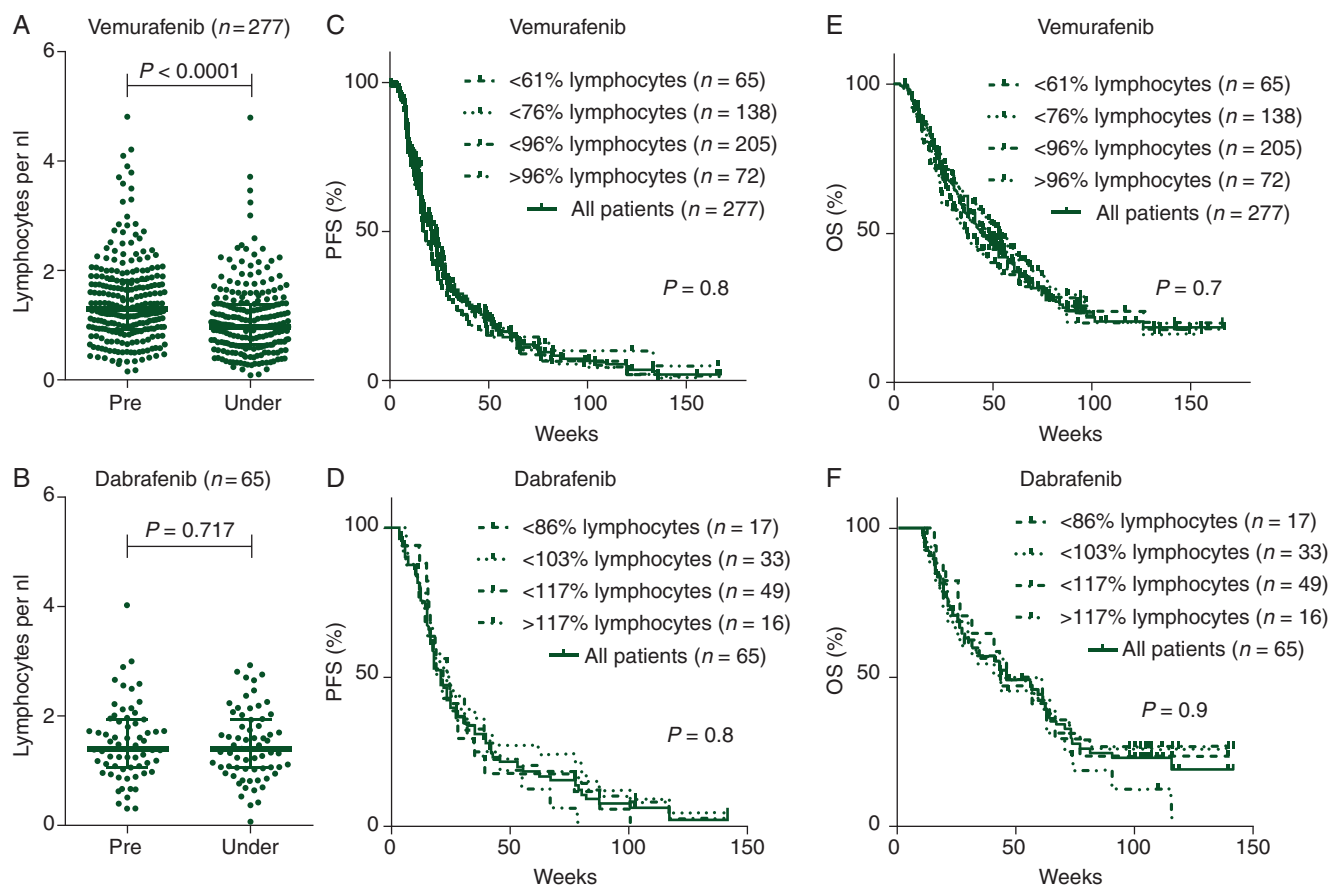 A
Vemurafenib (n=277)
6
4
2
0
Lymphocytes per nl
P < 0.0001
Pre
Under
C
Vemurafenib
100
50
0
PFS (%)
<61% lymphocytes (n = 65)
<76% lymphocytes (n = 138)
<96% lymphocytes (n = 205)
>96% lymphocytes (n = 72)
All patients (n = 277)
P = 0.8
0
50
100
150
Weeks
E
Vemurafenib
100
50
0
OS (%)
<61% lymphocytes (n = 65)
<76% lymphocytes (n = 138)
<96% lymphocytes (n = 205)
>96% lymphocytes (n = 72)
All patients (n = 277)
P = 0.7
0
50
100
150
Weeks
B
Dabrafenib (n=65)
6
4
2
0
Lymphocytes per nl
P = 0.717
Pre
Under
D
Dabrafenib
100
50
0
PFS (%)
<86% lymphocytes (n = 17)
<103% lymphocytes (n = 33)
<117% lymphocytes (n = 49)
>117% lymphocytes (n = 16)
All patients (n = 65)
P = 0.8
0
50
100
150
Weeks
F
Dabrafenib
100
50
0
OS (%)
<86% lymphocytes (n = 17)
<103% lymphocytes (n = 33)
<117% lymphocytes (n = 49)
>117% lymphocytes (n = 16)
All patients (n = 65)
P = 0.9
0
50
100
150
Weeks